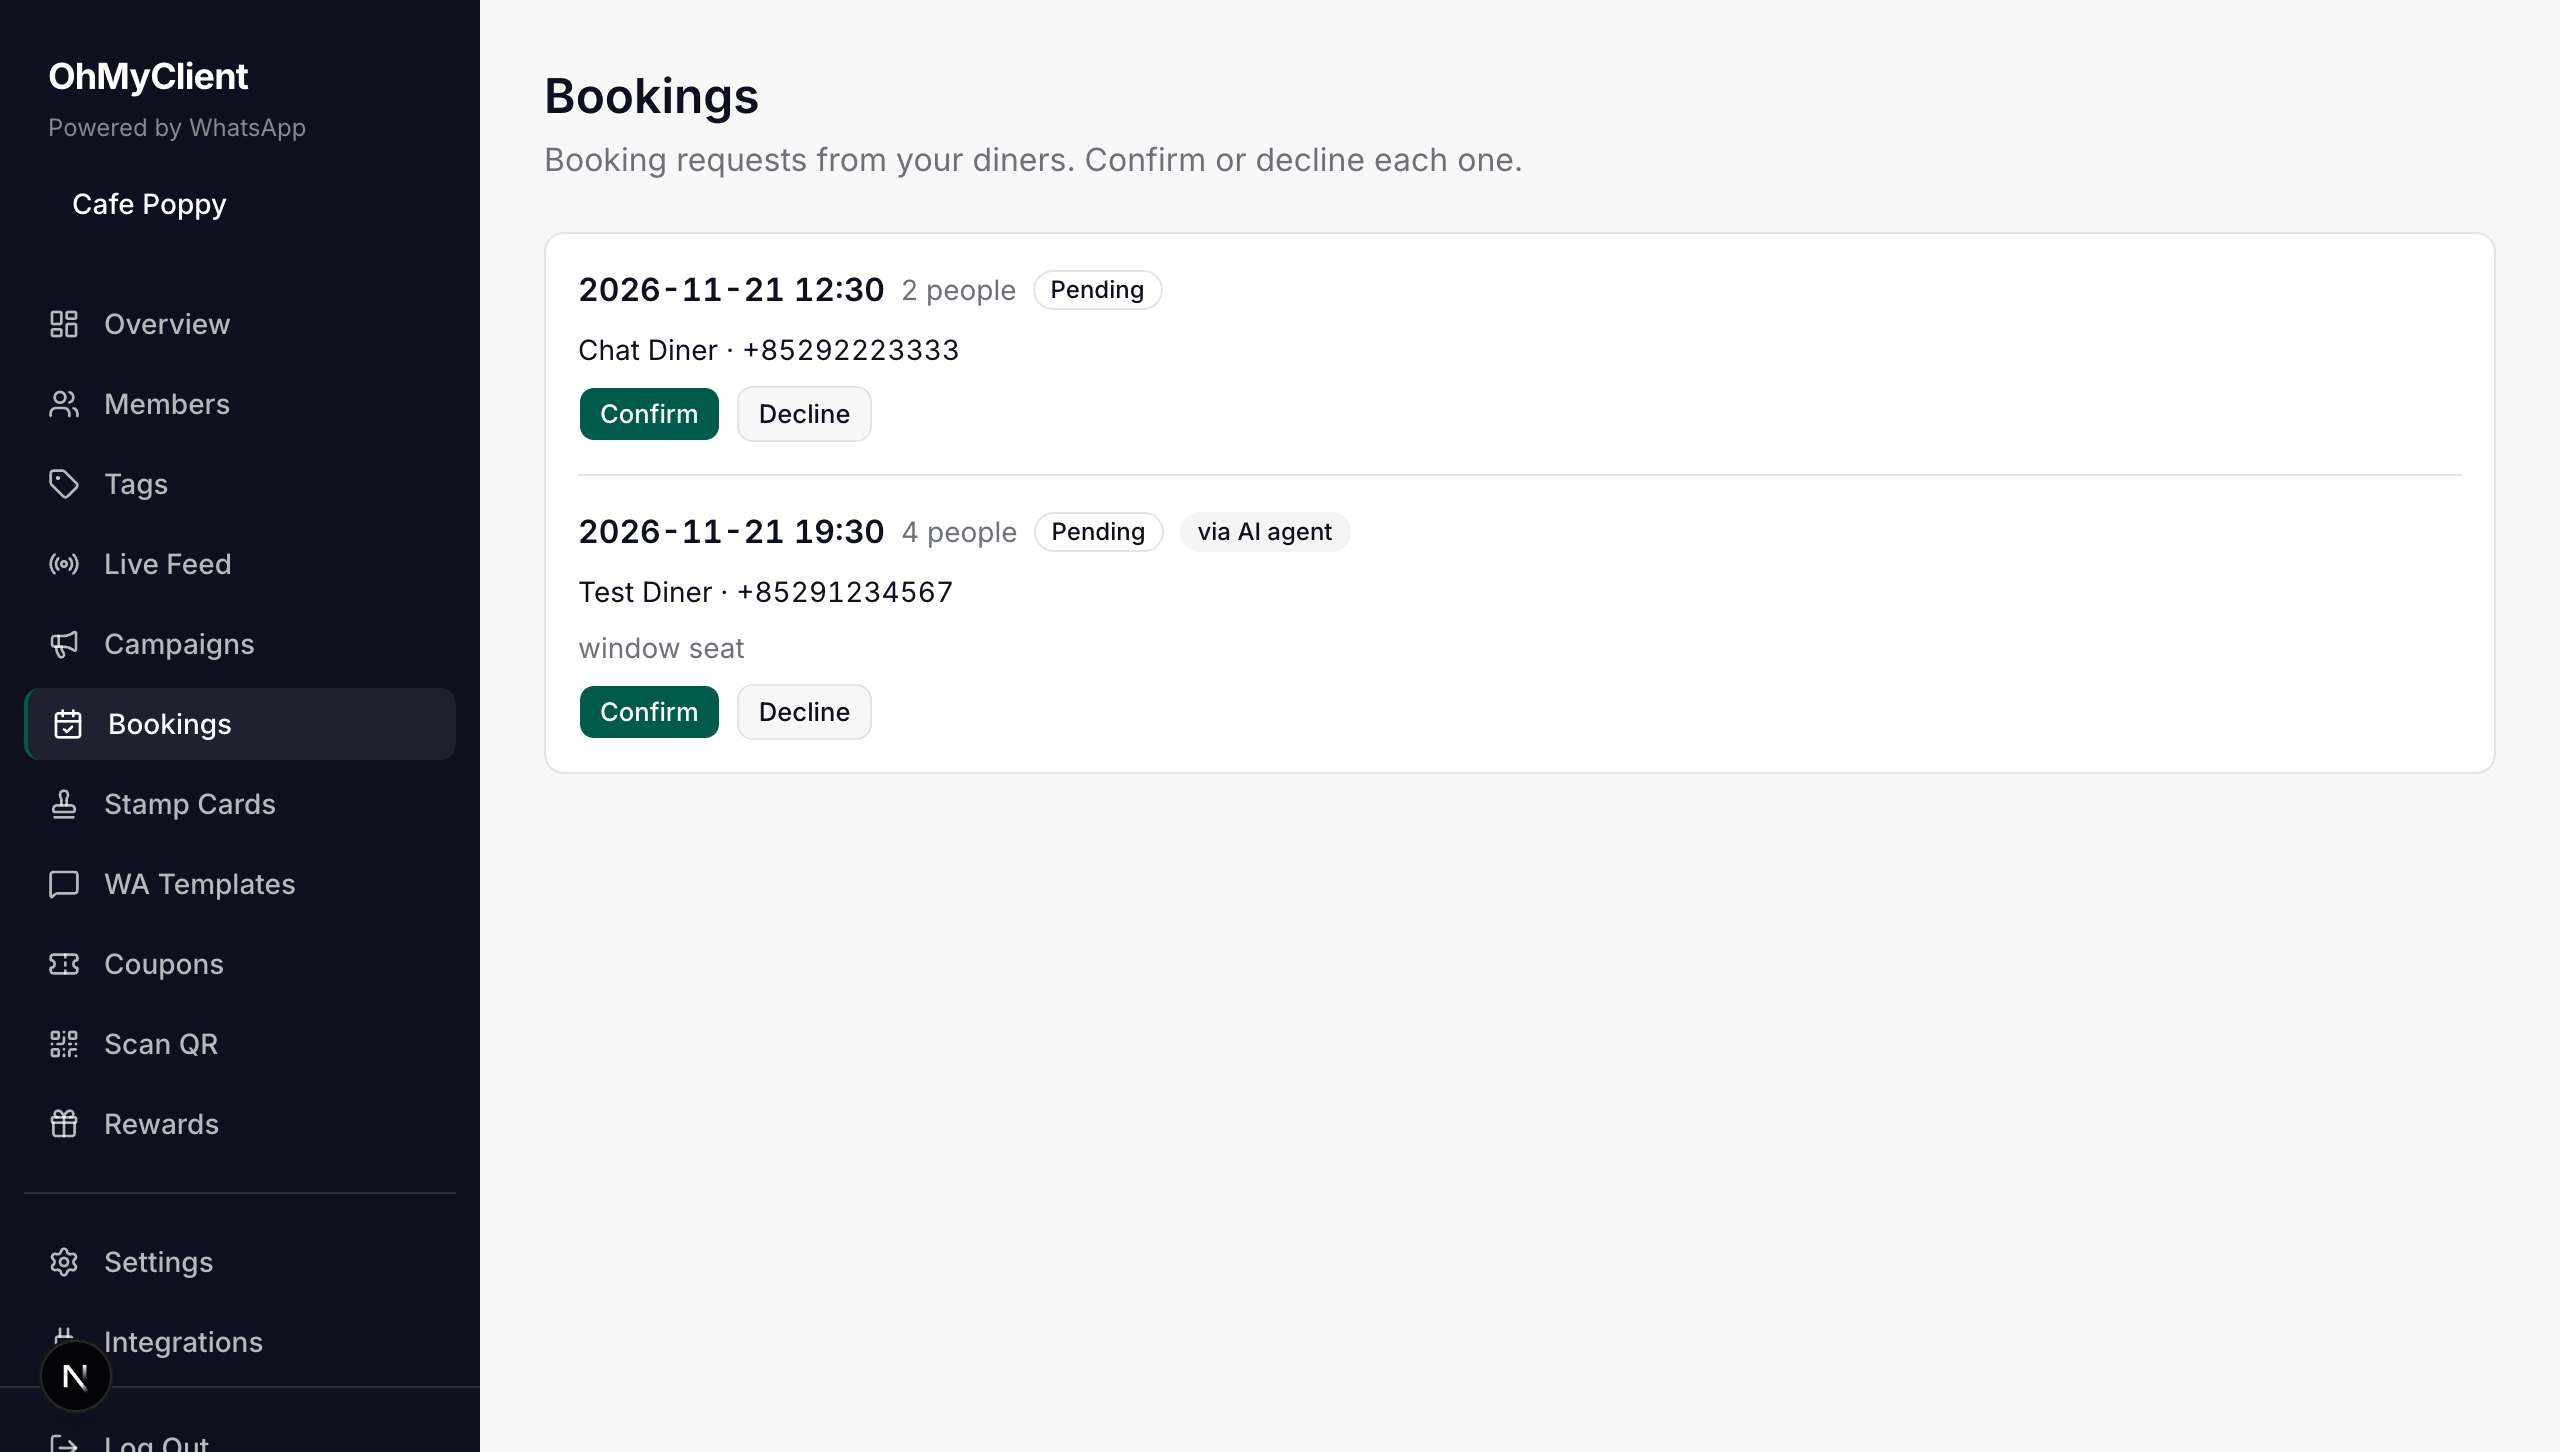 OhMyClient
Powered by WhatsApp
Cafe Poppy
Overview
Members
Tags
Live Feed
Campaigns
Bookings
Stamp Cards
WA Templates
Coupons
Scan QR
Rewards
Settings
Integrations
N
Log Out
Bookings
Booking requests from your diners. Confirm or decline each one.
2026-11-21 12:30 2 people Pending
Chat Diner · +85292223333
Confirm Decline
2026-11-21 19:30 4 people Pending via AI agent
Test Diner · +85291234567
window seat
Confirm Decline